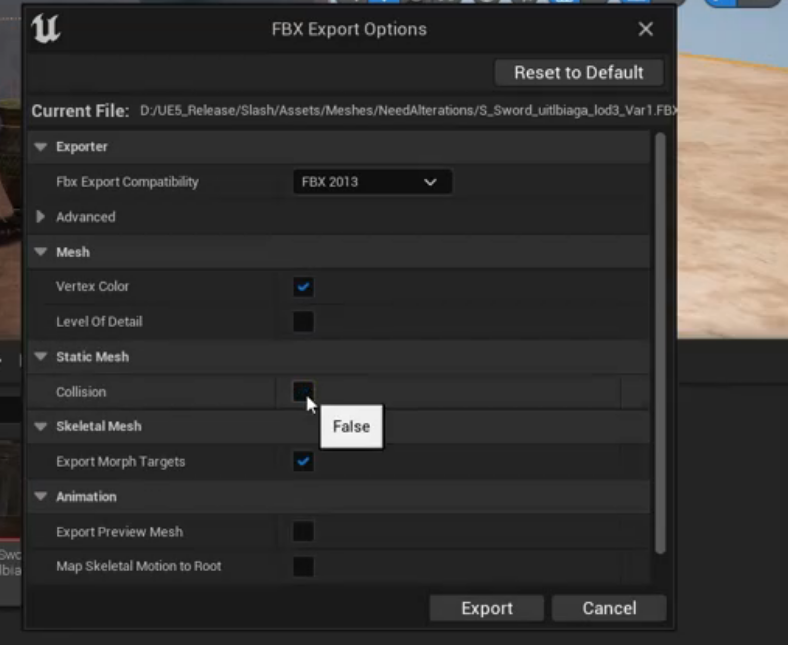 FBX Export Options
Reset to Default
Current File: D:/UE5_Release/Slash/Assets/Meshes/NeedAlterations/S_Sword_uitlbiaga_lod3_Var1.FBX
Exporter
Fbx Export Compatibility FBX 2013
Advanced
Mesh
Vertex Color
Level Of Detail
Static Mesh
Collision
False
Skeletal Mesh
Export Morph Targets
Animation
Export Preview Mesh
Map Skeletal Motion to Root
Export Cancel